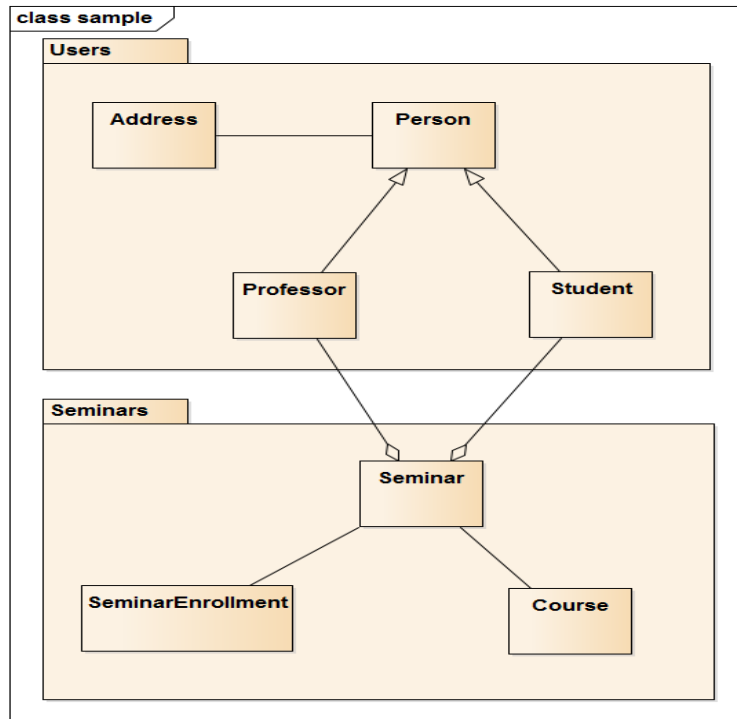 class sample
Users
Address
Person
Professor
Student
Seminars
Seminar
SeminarEnrollment
Course